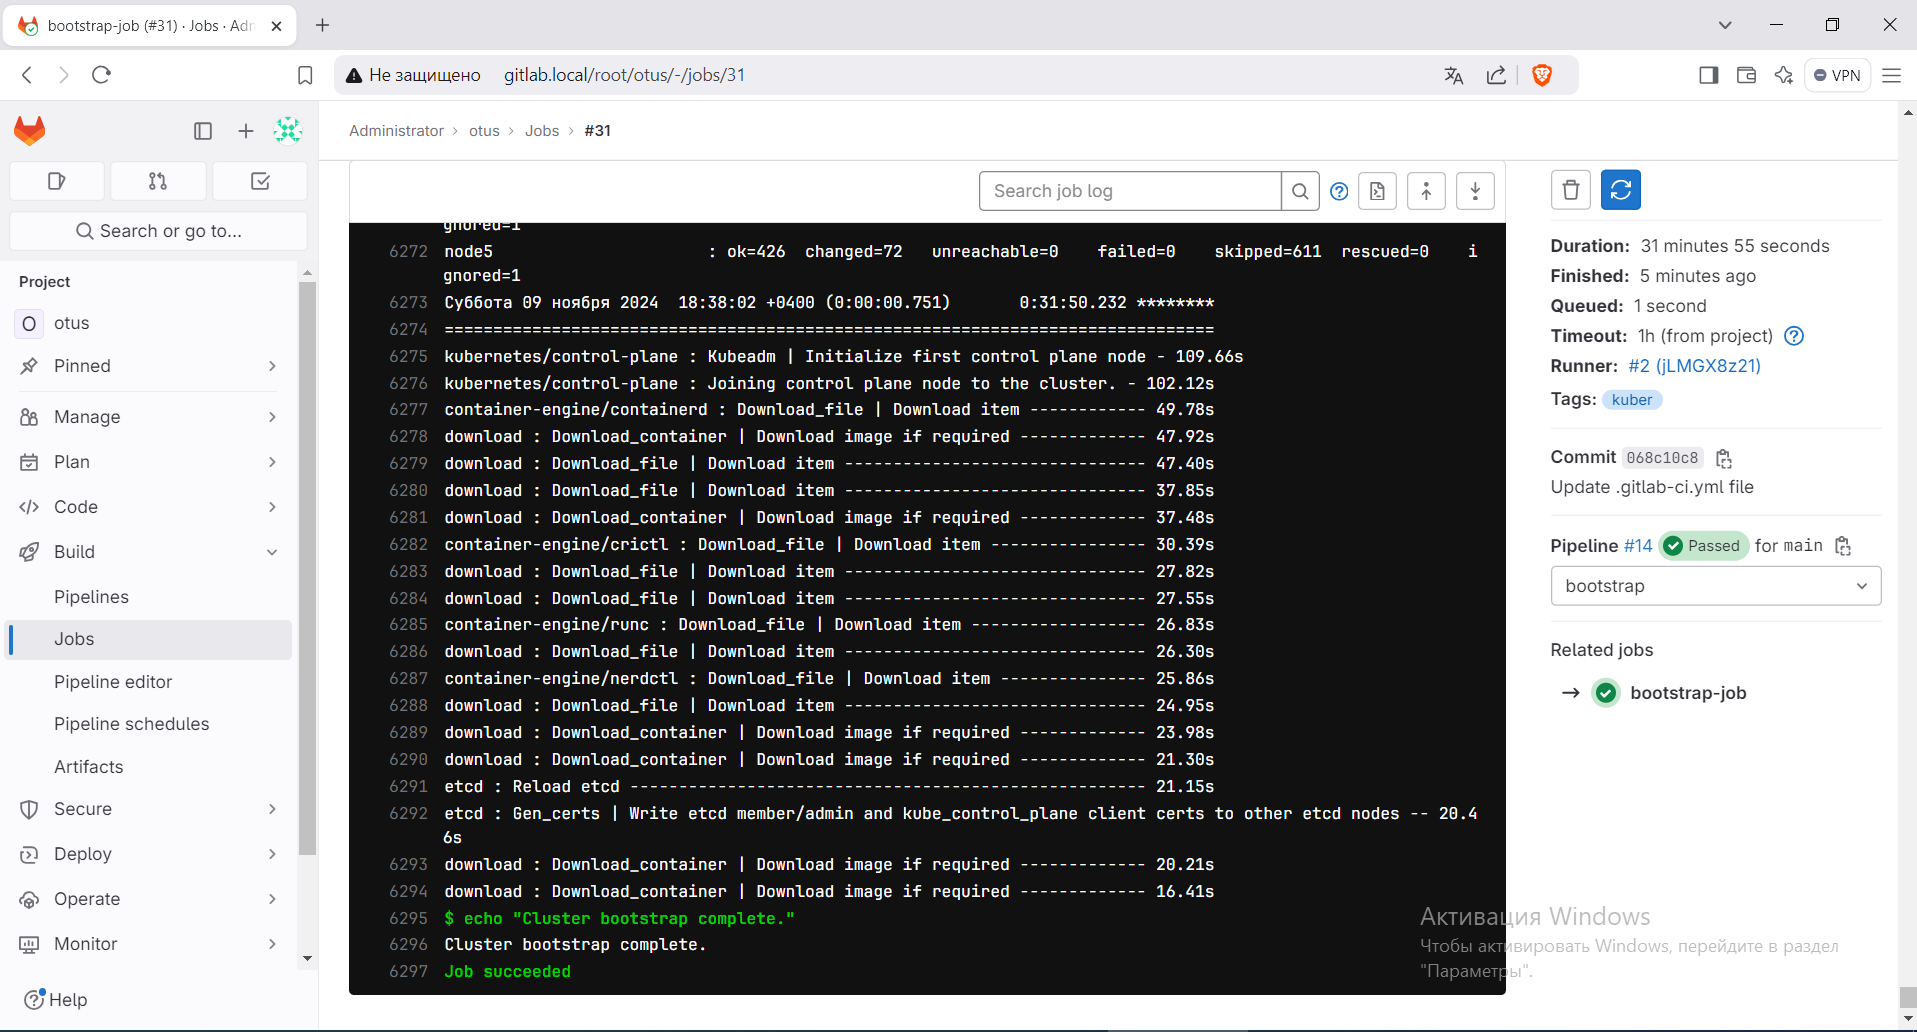 bootstrap-job (#31) · Jobs · Adn
Не защищено gitlab.local/root/otus/-/jobs/31
VPN
Administrator › otus › Jobs › #31
Search or go to...
Project
O otus
Pinned
Manage
Plan
Code
Build
Pipelines
Jobs
Pipeline editor
Pipeline schedules
Artifacts
Secure
Deploy
Operate
Monitor
Help
Search job log
gnored=1
6272 node5 : ok=426 changed=72 unreachable=0 failed=0 skipped=611 rescued=0 i
gnored=1
6273 Суббота 09 ноября 2024 18:38:02 +0400 (0:00:00.751) 0:31:50.232 ********
6274 ===============================================================================
6275 kubernetes/control-plane : Kubeadm | Initialize first control plane node - 109.66s
6276 kubernetes/control-plane : Joining control plane node to the cluster. - 102.12s
6277 container-engine/containerd : Download_file | Download item ------------ 49.78s
6278 download : Download_container | Download image if required ------------- 47.92s
6279 download : Download_file | Download item ------------------------------- 47.40s
6280 download : Download_file | Download item ------------------------------- 37.85s
6281 download : Download_container | Download image if required ------------- 37.48s
6282 container-engine/crictl : Download_file | Download item ---------------- 30.39s
6283 download : Download_file | Download item ------------------------------- 27.82s
6284 download : Download_file | Download item ------------------------------- 27.55s
6285 container-engine/runc : Download_file | Download item ------------------ 26.83s
6286 download : Download_file | Download item ------------------------------- 26.30s
6287 container-engine/nerdctl : Download_file | Download item --------------- 25.86s
6288 download : Download_file | Download item ------------------------------- 24.95s
6289 download : Download_container | Download image if required ------------- 23.98s
6290 download : Download_container | Download image if required ------------- 21.30s
6291 etcd : Reload etcd ----------------------------------------------------- 21.15s
6292 etcd : Gen_certs | Write etcd member/admin and kube_control_plane client certs to other etcd nodes -- 20.4
6s
6293 download : Download_container | Download image if required ------------- 20.21s
6294 download : Download_container | Download image if required ------------- 16.41s
6295 $ echo "Cluster bootstrap complete."
6296 Cluster bootstrap complete.
6297 Job succeeded
Duration: 31 minutes 55 seconds
Finished: 5 minutes ago
Queued: 1 second
Timeout: 1h (from project)
Runner: #2 (jLMGX8z21)
Tags: kuber
Commit 068c10c8
Update .gitlab-ci.yml file
Pipeline #14 Passed for main
bootstrap
Related jobs
→ bootstrap-job
Активация Windows
Чтобы активировать Windows, перейдите в раздел
"Параметры".